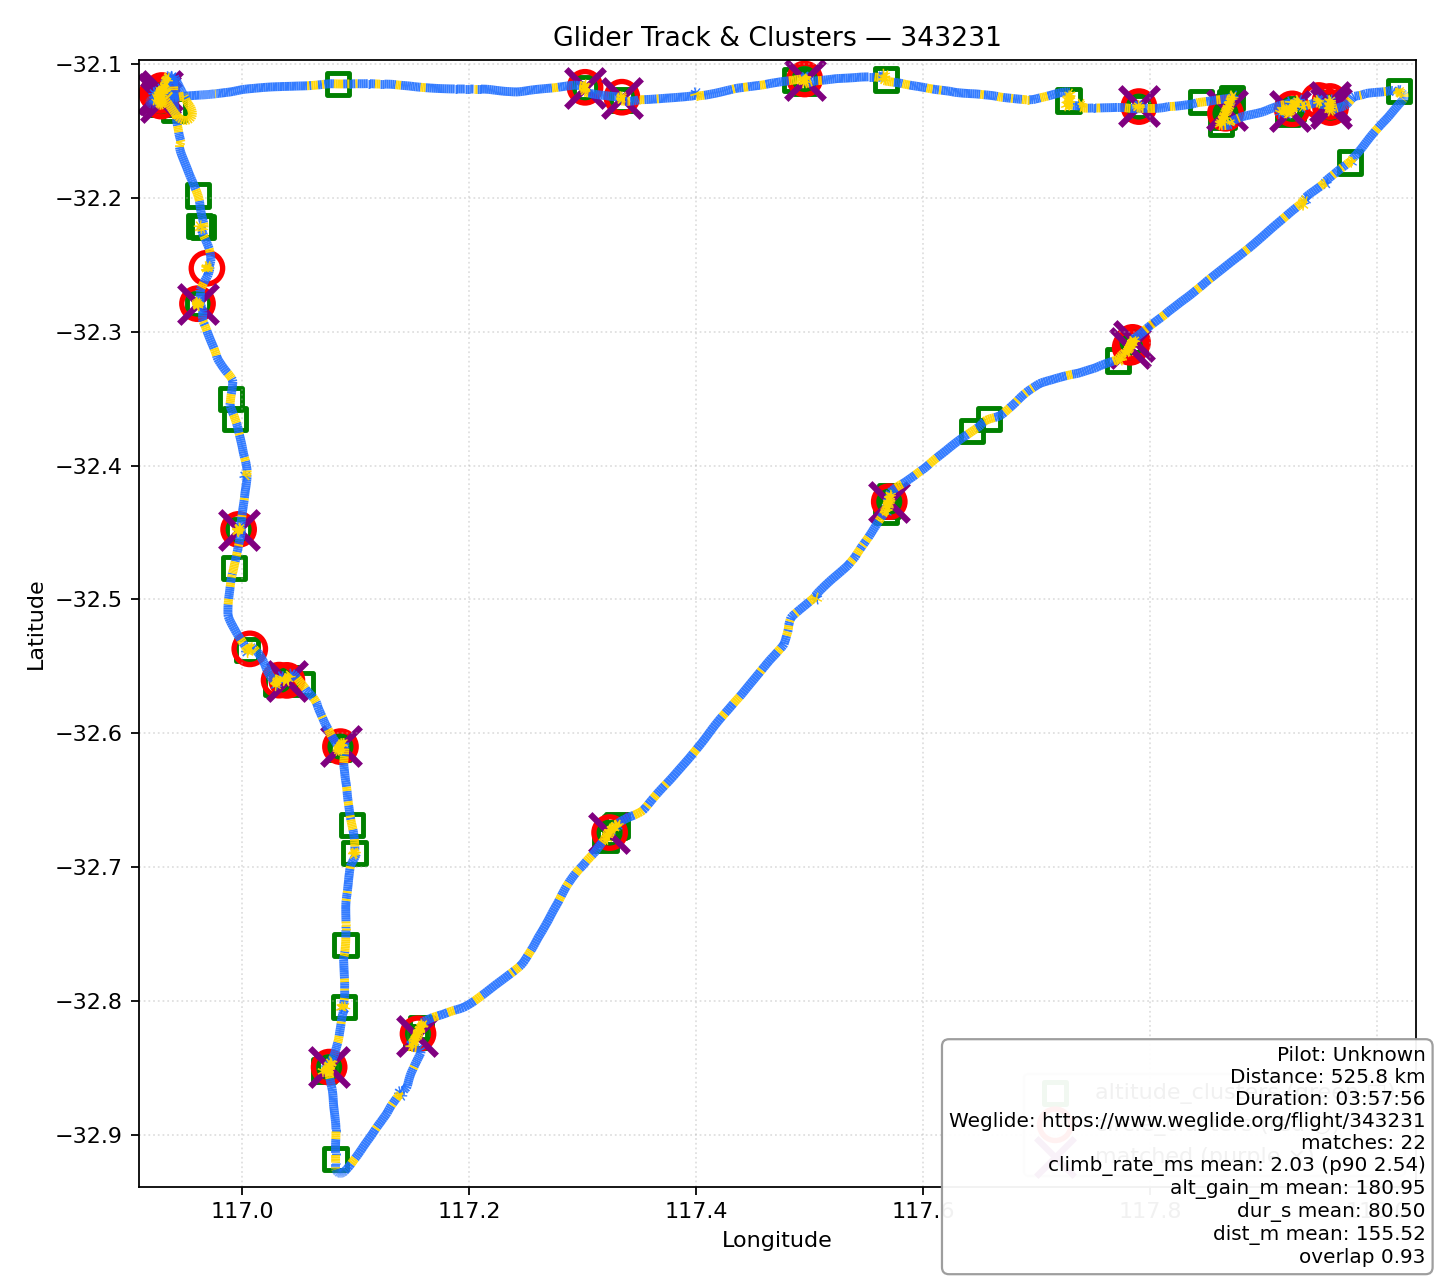 Glider Track & Clusters — 343231
−32.1
−32.2
−32.3
−32.4
−32.5
−32.6
−32.7
−32.8
−32.9
Latitude
117.0
117.2
117.4
117.6
117.8
Longitude
altitude_clus
matched (purple
Pilot: Unknown
Distance: 525.8 km
Duration: 03:57:56
Weglide: https://www.weglide.org/flight/343231
matches: 22
climb_rate_ms mean: 2.03 (p90 2.54)
alt_gain_m mean: 180.95
dur_s mean: 80.50
dist_m mean: 155.52
overlap 0.93